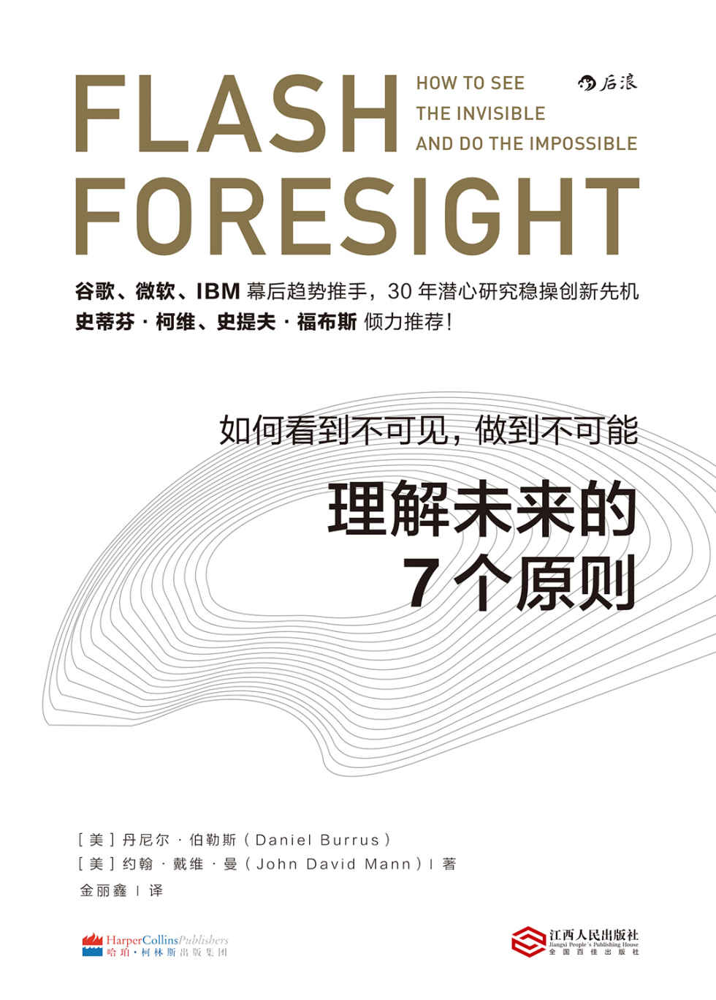 FLASH
HOW TO SEE
THE INVISIBLE
AND DO THE IMPOSSIBLE
后浪
FORESIGHT
谷歌、微软、IBM 幕后趋势推手，30 年潜心研究稳操创新先机
史蒂芬·柯维、史提夫·福布斯 倾力推荐！
如何看到不可见，做到不可能
理解未来的
7个原则
［美］丹尼尔·伯勒斯（Daniel Burrus）
［美］约翰·戴维·曼（John David Mann）| 著
金丽鑫 | 译
HarperCollinsPublishers
哈珀·柯林斯出版集团
江西人民出版社
Jiangxi People's Publishing House
全国百佳出版社